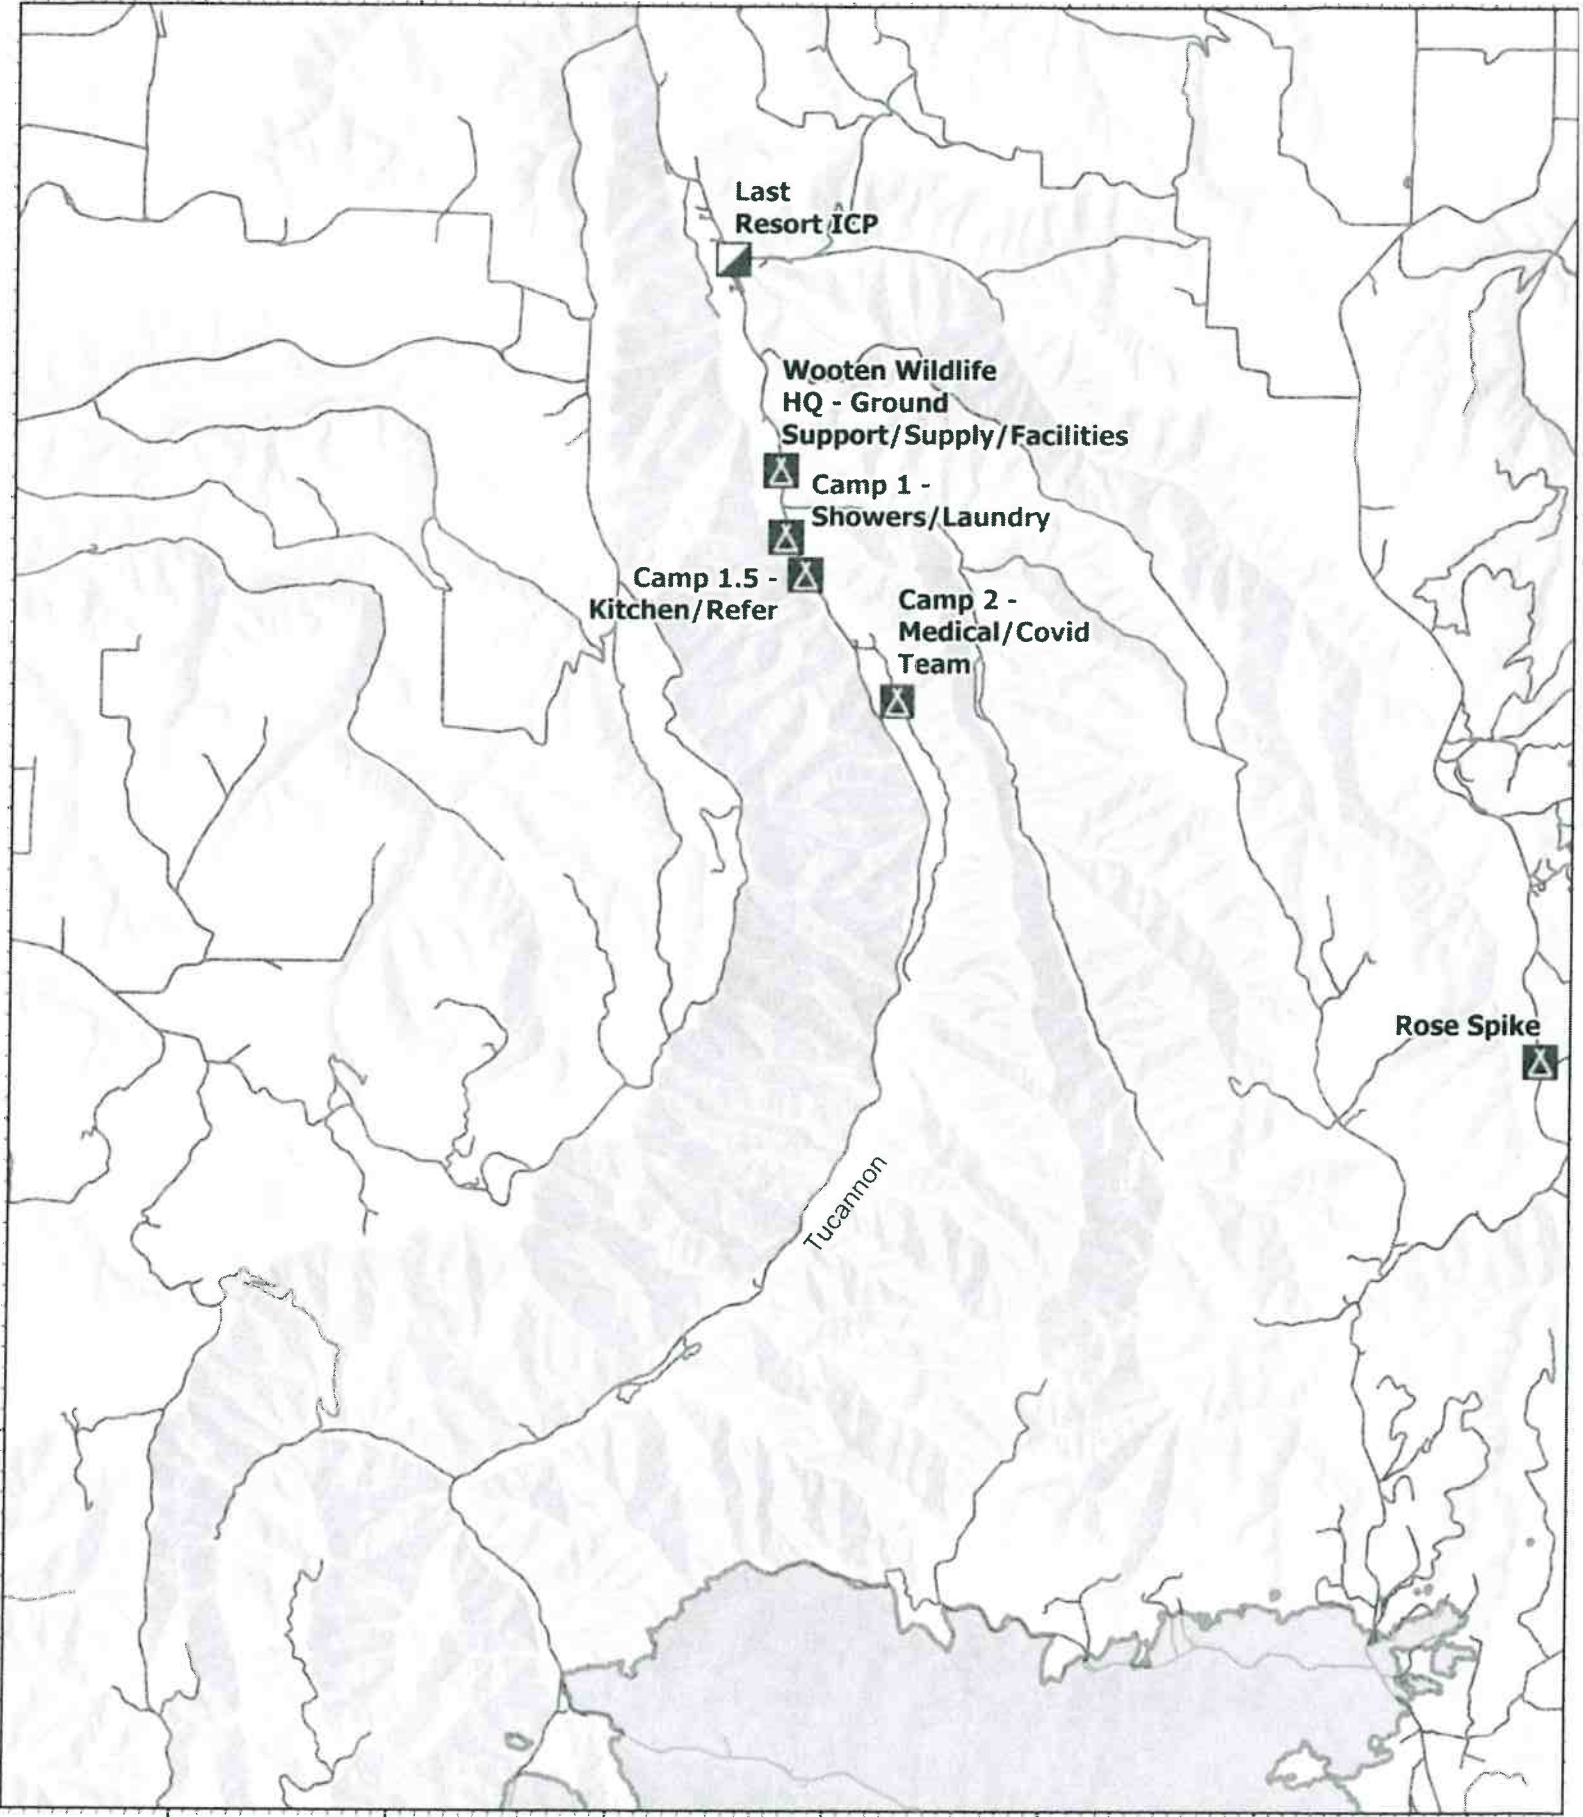 Last
Resort ICP
Wooten Wildlife
HQ - Ground
Support/Supply/Facilities
Camp 1 -
Showers/Laundry
Camp 1.5 -
Kitchen/Refer
Camp 2 -
Medical/Covid
Team
Rose Spike
Tucannon